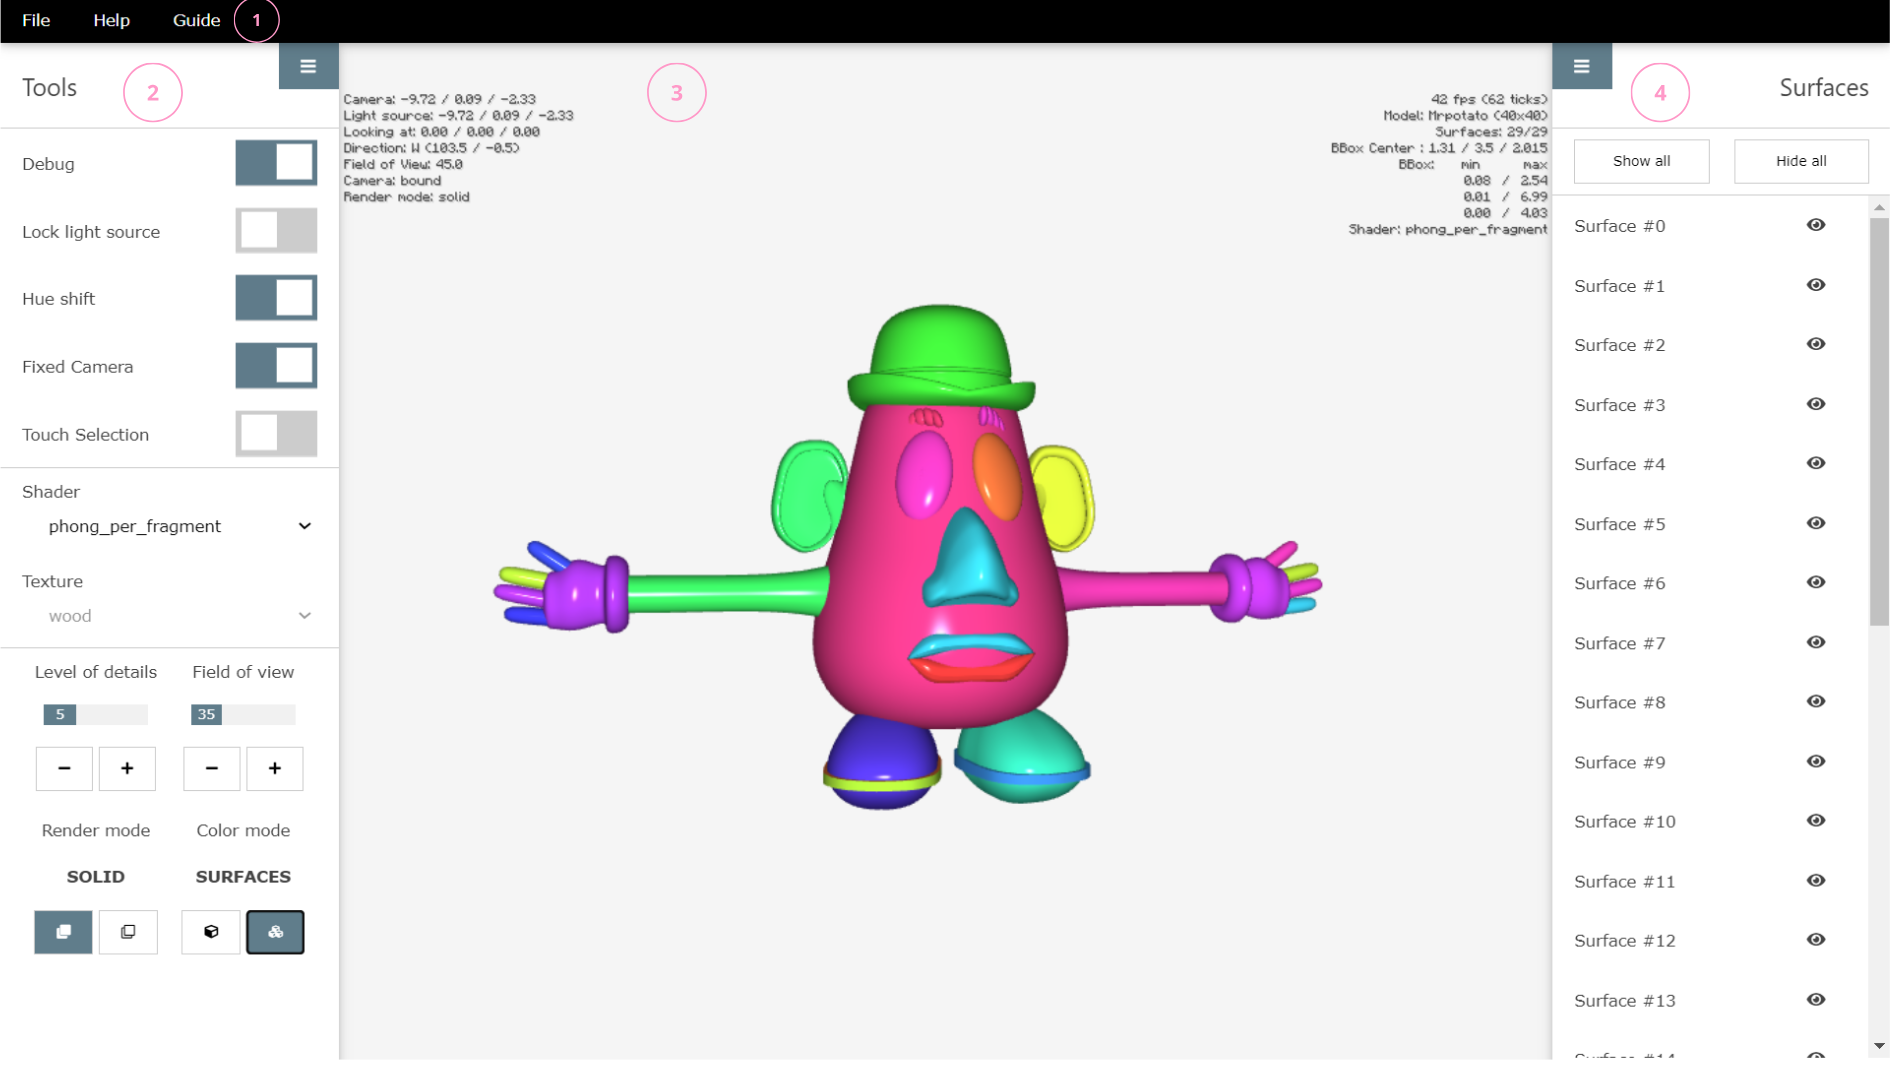 File Help Guide 1
Tools 2
Debug
Lock light source
Hue shift
Fixed Camera
Touch Selection
Shader
phong_per_fragment
Texture
wood
Level of details Field of view
5 35
- + - +
Render mode Color mode
SOLID SURFACES
3
Camera: -9.72 / 0.09 / -2.33
Light source: -9.72 / 0.09 / -2.33
Looking at: 0.00 / 0.00 / 0.00
Direction: W (103.5 / -0.5)
Field of View: 45.0
Camera: bound
Render mode: solid
42 fps (62 ticks)
Model: Mrpotato (40x40)
Surfaces: 29/29
BBox Center : 1.31 / 3.5 / 2.015
BBox: min max
0.08 / 2.54
0.01 / 6.99
0.00 / 4.03
Shader: phong_per_fragment
4 Surfaces
Show all Hide all
Surface #0
Surface #1
Surface #2
Surface #3
Surface #4
Surface #5
Surface #6
Surface #7
Surface #8
Surface #9
Surface #10
Surface #11
Surface #12
Surface #13